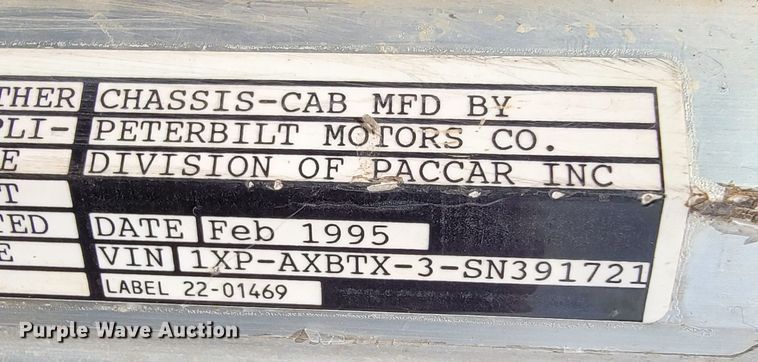 THER CHASSIS-CAB MFD BY
PLI- PETERBILT MOTORS CO.
E DIVISION OF PACCAR INC
T
TED DATE Feb 1995
E VIN 1XP-AXBTX-3-SN391721
LABEL 22-01469
Purple Wave Auction